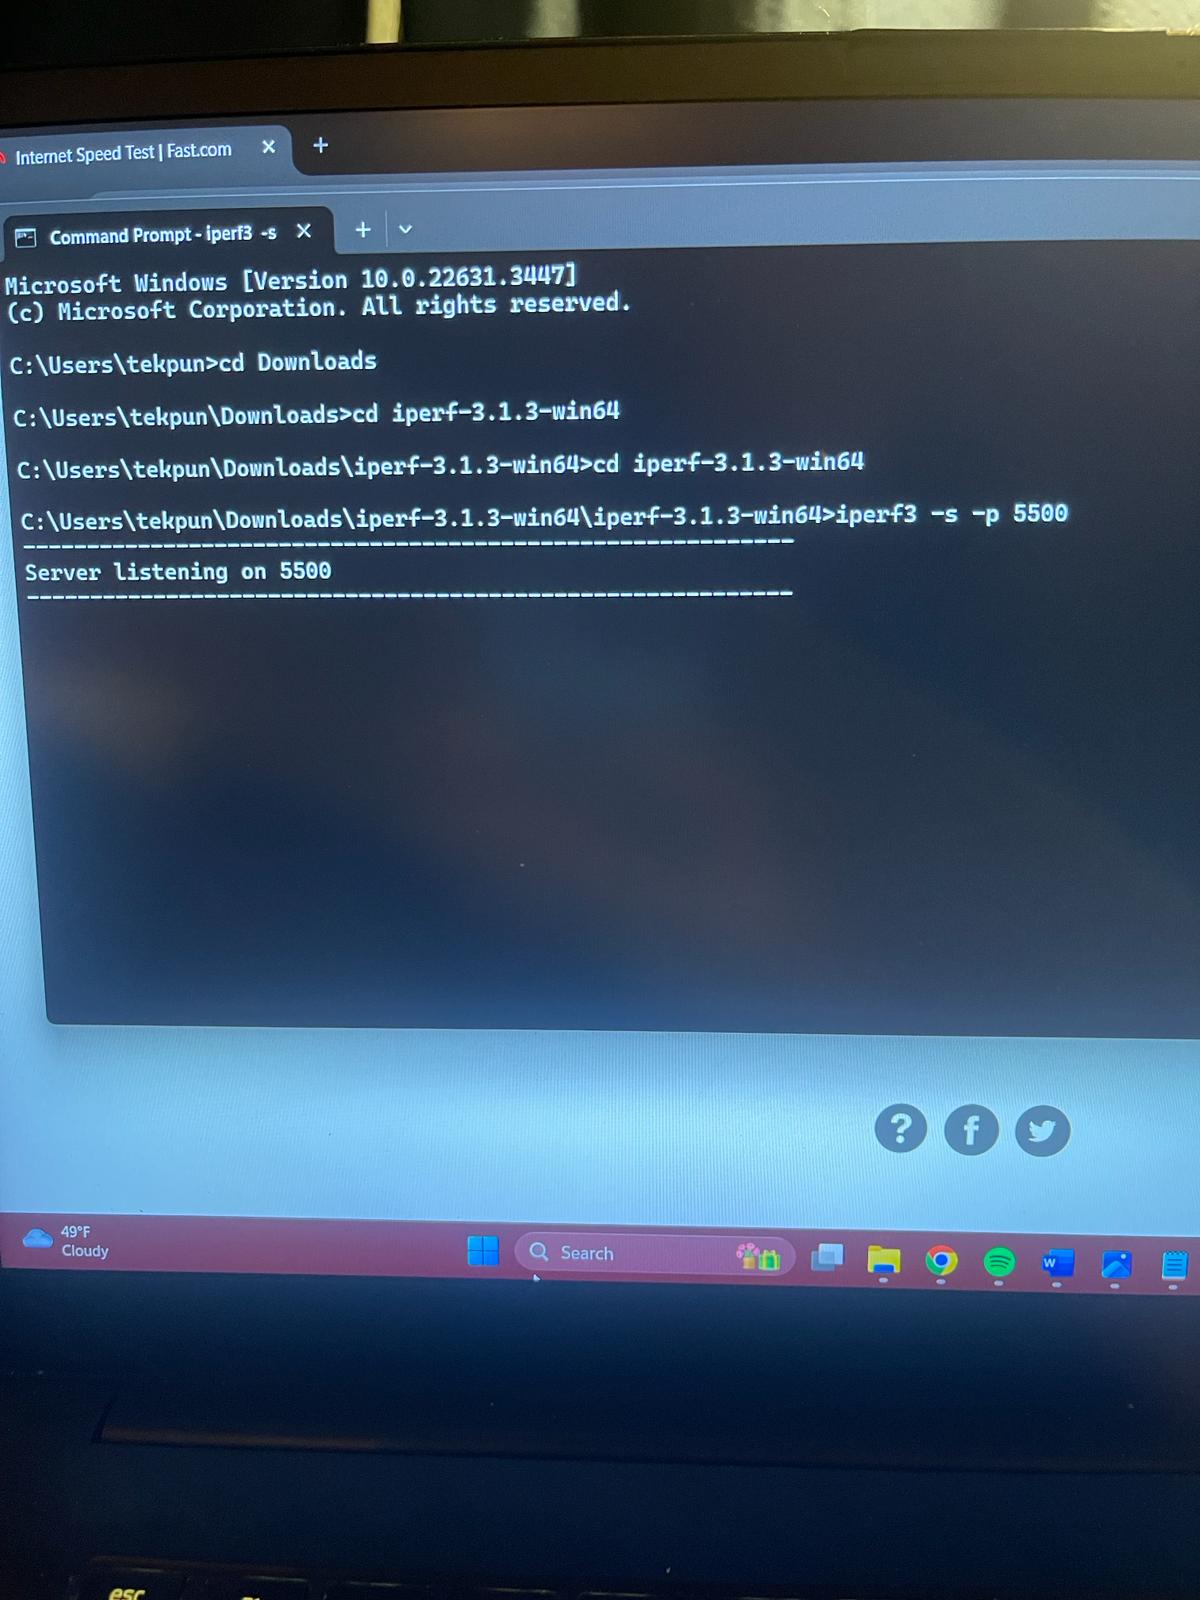 Internet Speed Test | Fast.com
Command Prompt - iperf3 -s
Microsoft Windows [Version 10.0.22631.3447]
(c) Microsoft Corporation. All rights reserved.
C:\Users\tekpun>cd Downloads
C:\Users\tekpun\Downloads>cd iperf-3.1.3-win64
C:\Users\tekpun\Downloads\iperf-3.1.3-win64>cd iperf-3.1.3-win64
C:\Users\tekpun\Downloads\iperf-3.1.3-win64\iperf-3.1.3-win64>iperf3 -s -p 5500
-----------------------------------------------------------
Server listening on 5500
-----------------------------------------------------------
? f
49°F
Cloudy
Search
W
esc